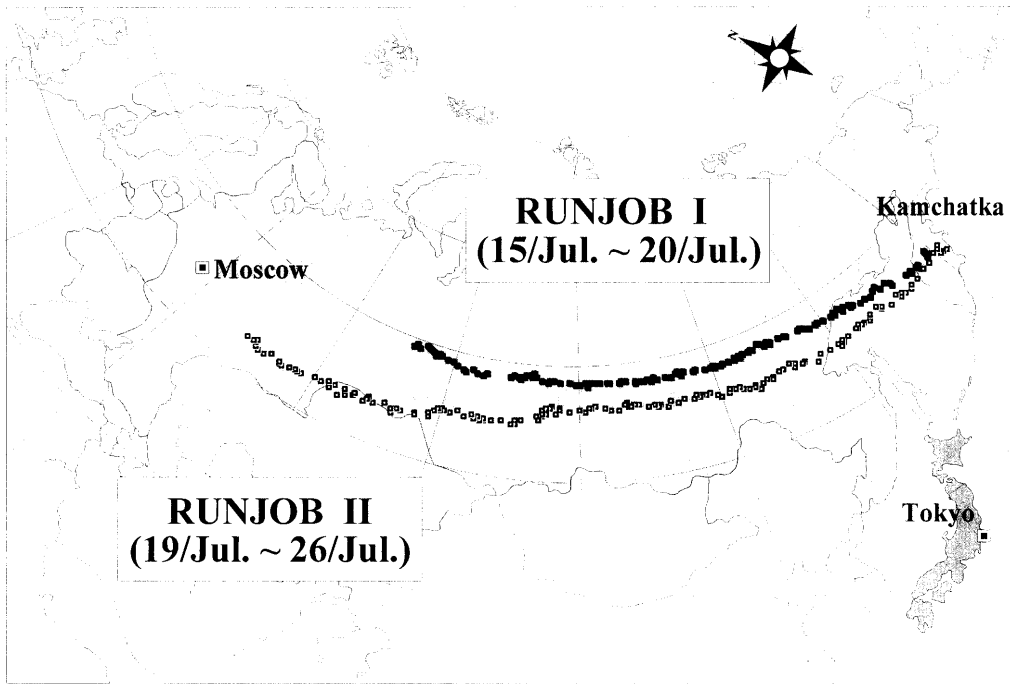 N
RUNJOB I
(15/Jul. ~ 20/Jul.)
Kamchatka
Moscow
RUNJOB II
(19/Jul. ~ 26/Jul.)
Tokyo